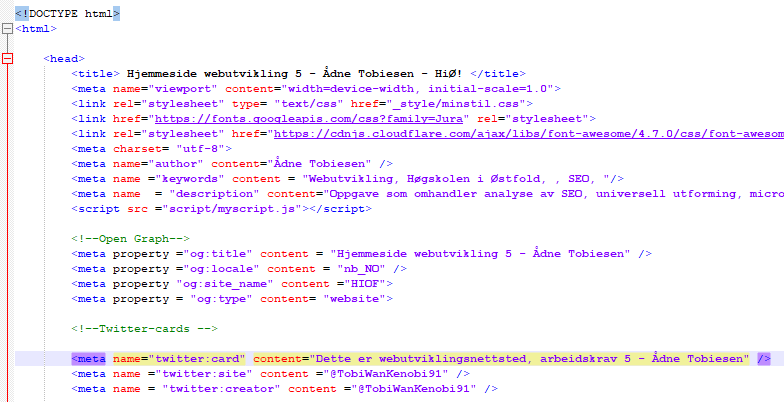 <!DOCTYPE html>
<html>
<head>
<title> Hjemmeside webutvikling 5 - Ådne Tobiesen - HiØ! </title>
<meta name="viewport" content="width=device-width, initial-scale=1.0">
<link rel="stylesheet" type= "text/css" href="_style/minstil.css">
<link href="https://fonts.googleapis.com/css?family=Jura" rel="stylesheet">
<link rel="stylesheet" href="https://cdnjs.cloudflare.com/ajax/libs/font-awesome/4.7.0/css/font-aweso
<meta charset= "utf-8">
<meta name="author" content="Ådne Tobiesen" />
<meta name ="keywords" content = "Webutvikling, Høgskolen i Østfold, , SEO, "/>
<meta name  = "description" content="Oppgave som omhandler analyse av SEO, universell utforming, micro
<script src ="script/myscript.js"></script>
<!--Open Graph-->
<meta property ="og:title" content = "Hjemmeside webutvikling 5 - Ådne Tobiesen" />
<meta property ="og:locale" content = "nb_NO" />
<meta property "og:site_name" content ="HIOF">
<meta property = "og:type" content= "website">
<!--Twitter-cards -->
<meta name="twitter:card" content="Dette er webutviklingsnettsted, arbeidskrav 5 - Ådne Tobiesen" />
<meta name ="twitter:site" content ="@TobiWanKenobi91" />
<meta name = "twitter:creator" content ="@TobiWanKenobi91" />